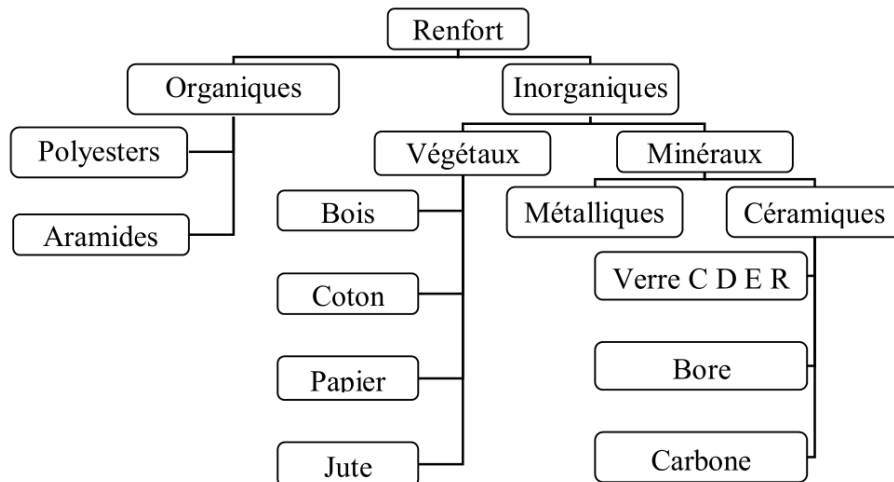 Renfort
Organiques
Inorganiques
Polyesters
Aramides
Végétaux
Minéraux
Bois
Coton
Papier
Jute
Métalliques
Céramiques
Verre C D E R
Bore
Carbone